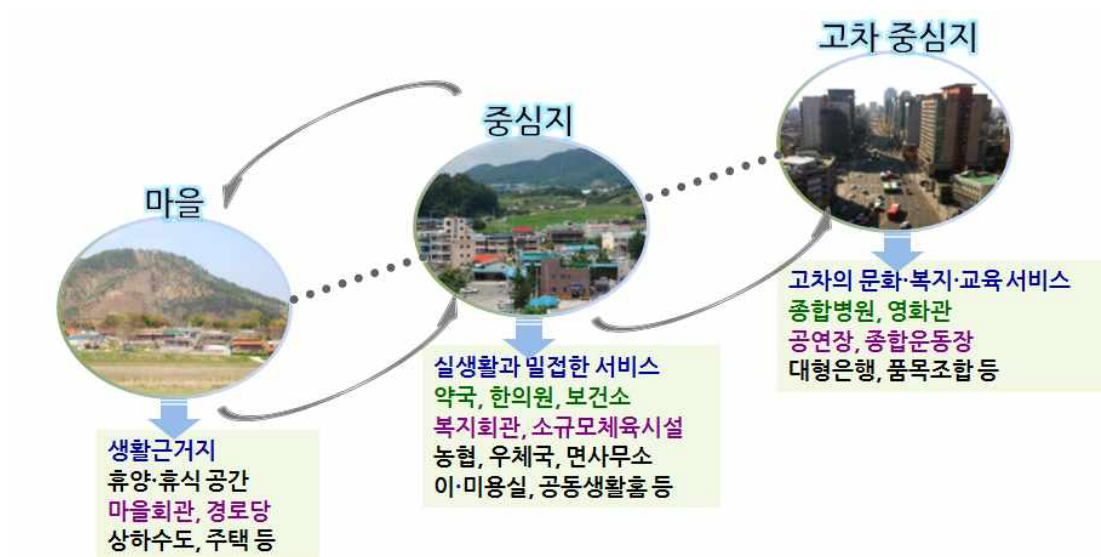 고차 중심지
중심지
마을
고차의 문화·복지·교육 서비스
종합병원, 영화관
공연장, 종합운동장
대형은행, 품목조합 등
실생활과 밀접한 서비스
약국, 한의원, 보건소
복지회관, 소규모체육시설
농협, 우체국, 면사무소
이·미용실, 공동생활홈 등
생활근거지
휴양·휴식 공간
마을회관, 경로당
상하수도, 주택 등